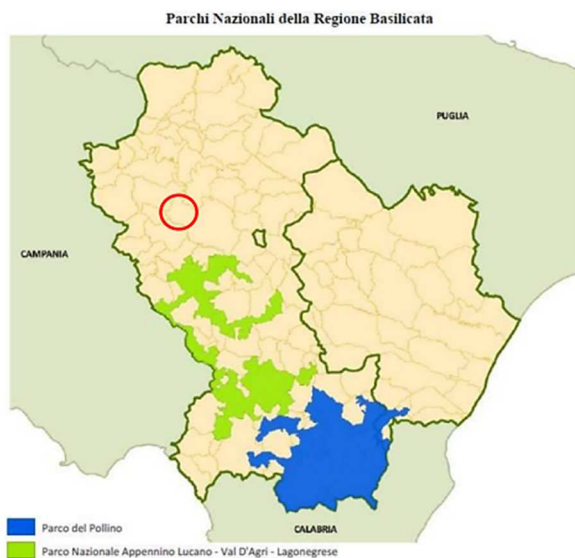 Parchi Nazionali della Regione Basilicata
PUGLIA
CAMPANIA
CALABRIA
Parco del Pollino
Parco Nazionale Appennino Lucano - Val D'Agri - Lagonegrese